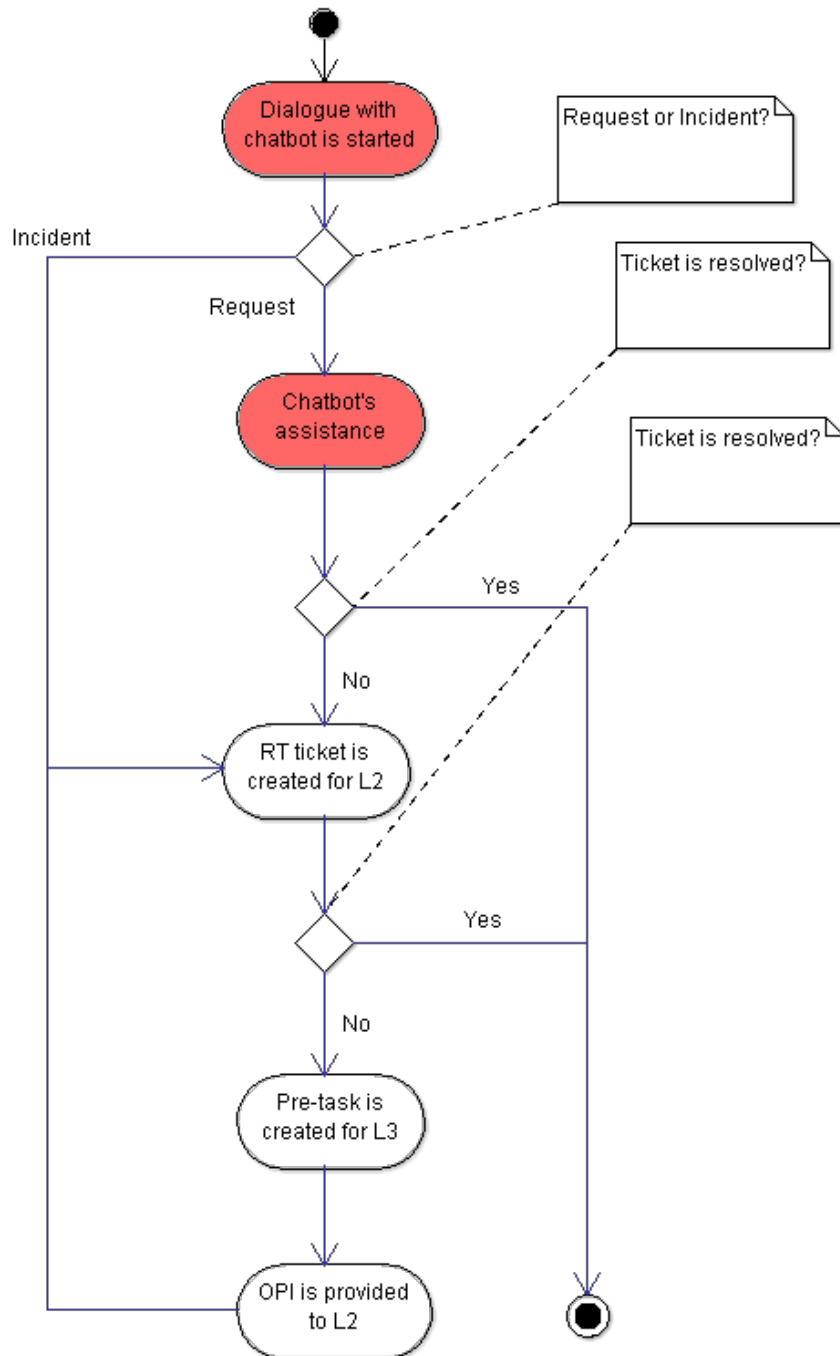 Dialogue with
chatbot is started
Request or Incident?
Incident
Request
Ticket is resolved?
Chatbot's
assistance
Ticket is resolved?
Yes
No
RT ticket is
created for L2
Yes
No
Pre-task is
created for L3
OPI is provided
to L2